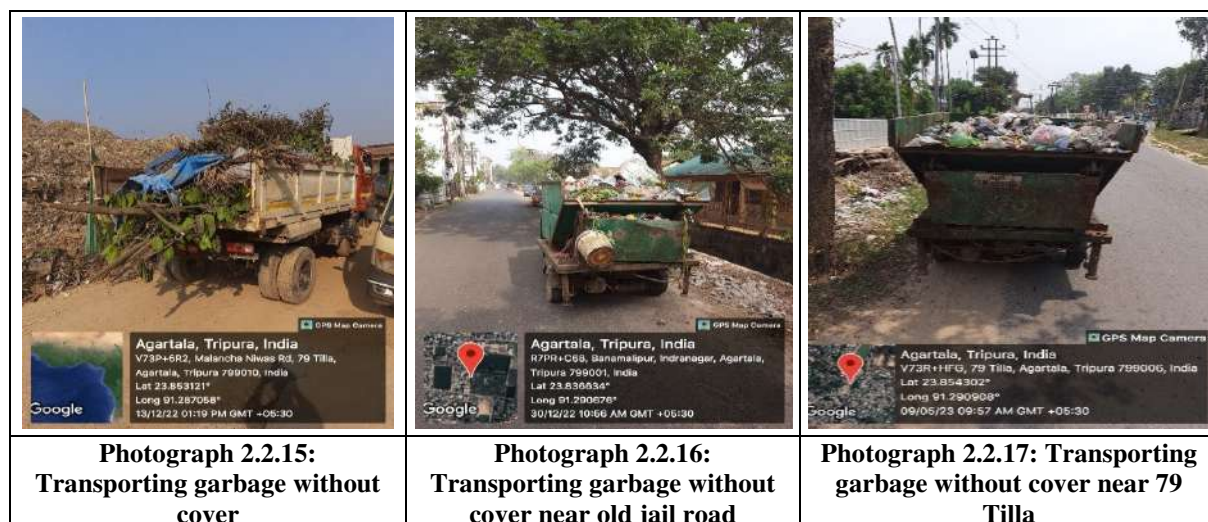 GPS Map Camera
Agartala, Tripura, India
V73P+6R2, Malancha Niwas Rd, 79 Tilla,
Agartala, Tripura 799010, India
Lat 23.853121°
Long 91.287058°
13/12/22 01:19 PM GMT +05:30
Google
Photograph 2.2.15:
Transporting garbage without
cover
GPS Map Camera
Agartala, Tripura, India
R7PR+C68, Banamalipur, Indranagar, Agartala,
Tripura 799001, India
Lat 23.836634°
Long 91.290676°
30/12/22 10:56 AM GMT +05:30
Google
Photograph 2.2.16:
Transporting garbage without
cover near old jail road
GPS Map Camera
Agartala, Tripura, India
V73R+HFG, 79 Tilla, Agartala, Tripura 799006, India
Lat 23.854302°
Long 91.290908°
09/05/23 09:57 AM GMT +05:30
Google
Photograph 2.2.17: Transporting
garbage without cover near 79
Tilla